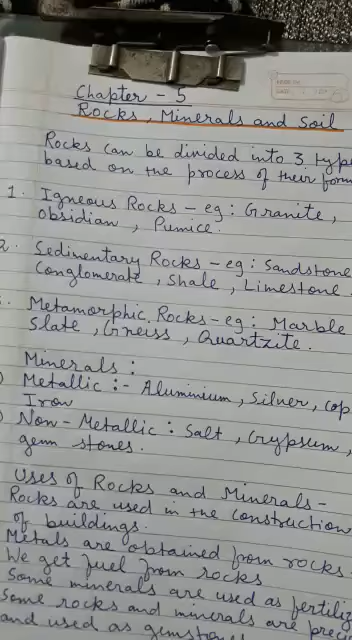 Chapter - 5
Rocks, Minerals and Soil
Rocks can be divided into 3 type
based on the process of their form
1. Igneous Rocks - eg: Granite,
Obsidian, Pumice.
2. Sedimentary Rocks - eg: Sandstone
Conglomerate, Shale, Limestone.
Metamorphic Rocks - eg: Marble
Slate, Gneiss, Quartzite.
Minerals:
Metallic :- Aluminium, Silver, Cop
Iron
Non-Metallic : Salt, Gypsum,
gem stones.
Uses of Rocks and Minerals-
Rocks are used in the construction
of buildings.
Metals are obtained from rocks
We get fuel from rocks
Some minerals are used as fertiliz
Some rocks and minerals are prec
and used as gemstones